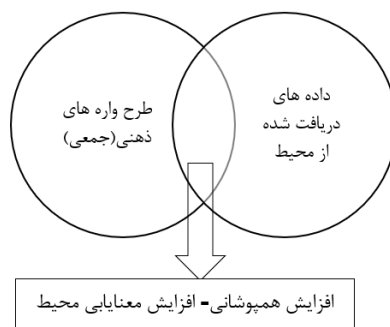 داده های
دریافت شده
از محیط
طرح واره های
ذهنی(جمعی)
افزایش همپوشانی- افزایش معنایابی محیط